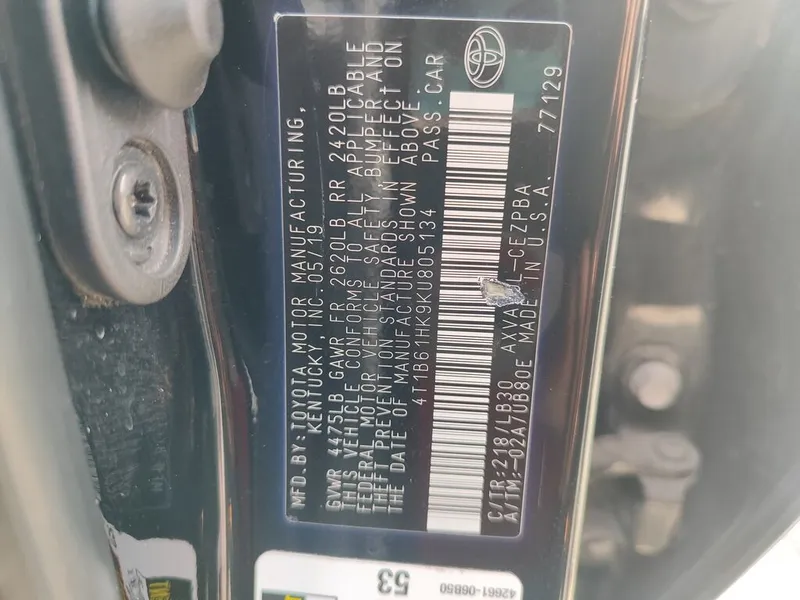 MFD. BY: TOYOTA MOTOR MANUFACTURING,
KENTUCKY, INC. 05/19
GVWR 4475LB GAWR FR 2620LB RR 2420LB
THIS VEHICLE CONFORMS TO ALL APPLICABLE
FEDERAL MOTOR VEHICLE SAFETY BUMPER AND
THEFT PREVENTION STANDARDS IN EFFECT ON
THE DATE OF MANUFACTURE SHOWN ABOVE.
4T1B61HK9KU805134 PASS. CAR
C/TR:218/LB30 L-CEZPBA
A/TM:-02A/UB80E MADE IN U.S.A. 77129
53
42661-06B50